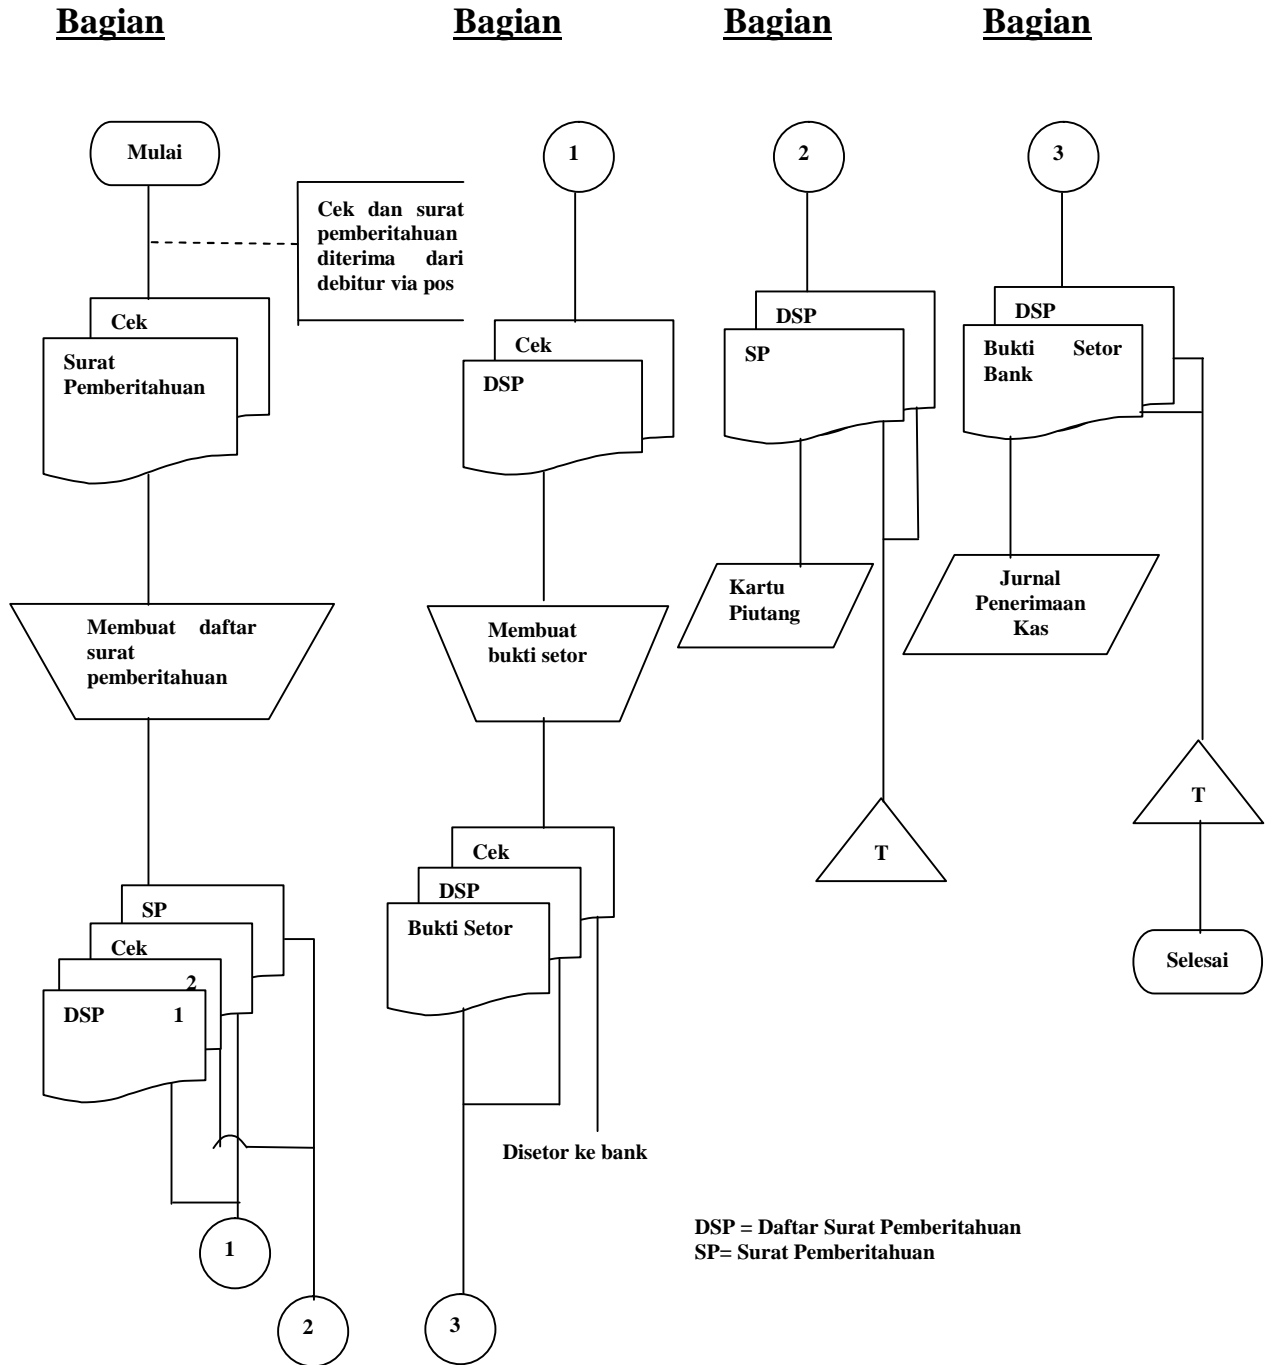 Bagian
Bagian
Bagian
Bagian
Mulai
Cek dan surat
pemberitahuan
diterima dari
debitur via pos
Cek
Surat
Pemberitahuan
Membuat daftar
surat
pemberitahuan
SP
Cek
2
DSP 1
1
2
1
Cek
DSP
Membuat
bukti setor
Cek
DSP
Bukti Setor
Disetor ke bank
3
2
DSP
SP
Kartu
Piutang
T
3
DSP
Bukti Setor
Bank
Jurnal
Penerimaan
Kas
T
Selesai
DSP = Daftar Surat Pemberitahuan
SP= Surat Pemberitahuan